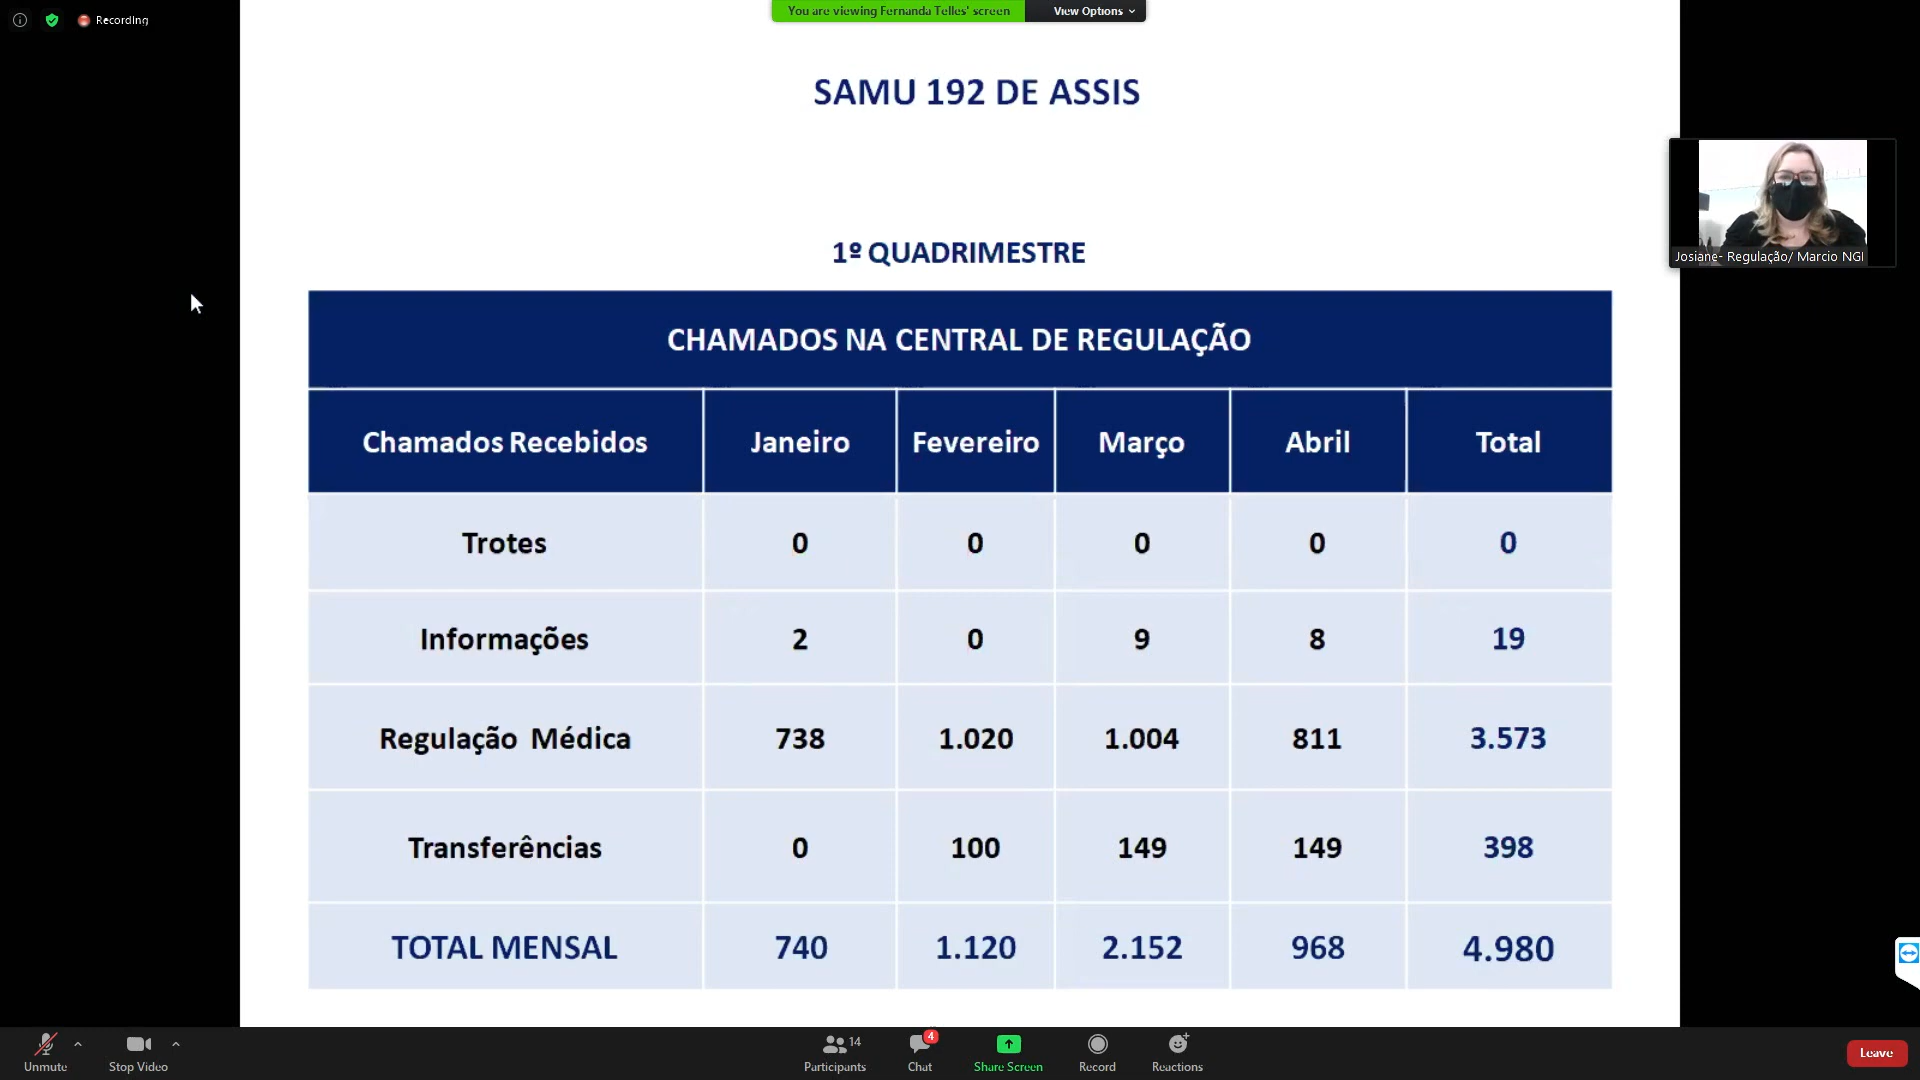 Recording
You are viewing Fernanda Telles' screen
View Options
SAMU 192 DE ASSIS
1º QUADRIMESTRE
CHAMADOS NA CENTRAL DE REGULAÇÃO
Chamados Recebidos Janeiro Fevereiro Março Abril Total
Trotes 0 0 0 0 0
Informações 2 0 9 8 19
Regulação Médica 738 1.020 1.004 811 3.573
Transferências 0 100 149 149 398
TOTAL MENSAL 740 1.120 2.152 968 4.980
Josiane- Regulação/ Marcio NGI
Unmute
Stop Video
14
Participants
4
Chat
Share Screen
Record
Reactions
Leave